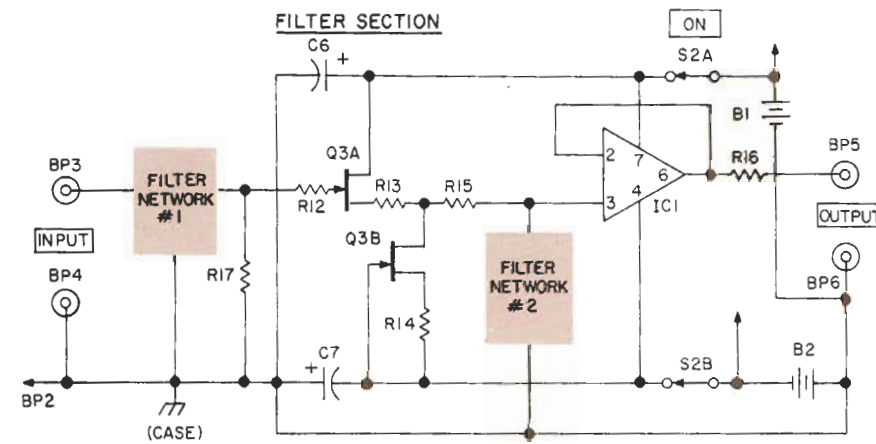 FILTER SECTION
ON
C6
+
S2A
B1
BP3
FILTER
NETWORK
#1
Q3A
2
7
6
BP5
R12
R13
R15
R16
4
3
IC1
INPUT
OUTPUT
Q3B
BP4
R17
FILTER
NETWORK
#2
BP6
R14
C7
+
S2B
B2
BP2
(CASE)